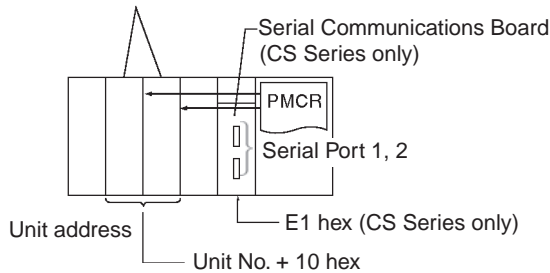 Serial Communications Board
(CS Series only)
PMCR
Serial Port 1, 2
Unit address
E1 hex (CS Series only)
Unit No. + 10 hex